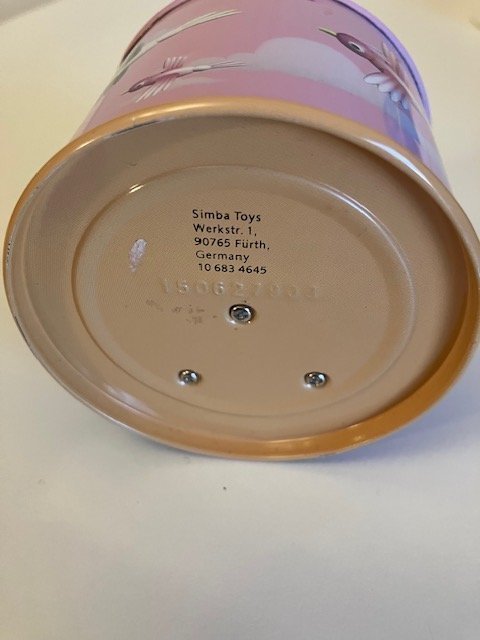 Simba Toys
Werkstr. 1,
90765 Fürth,
Germany
10 683 4645